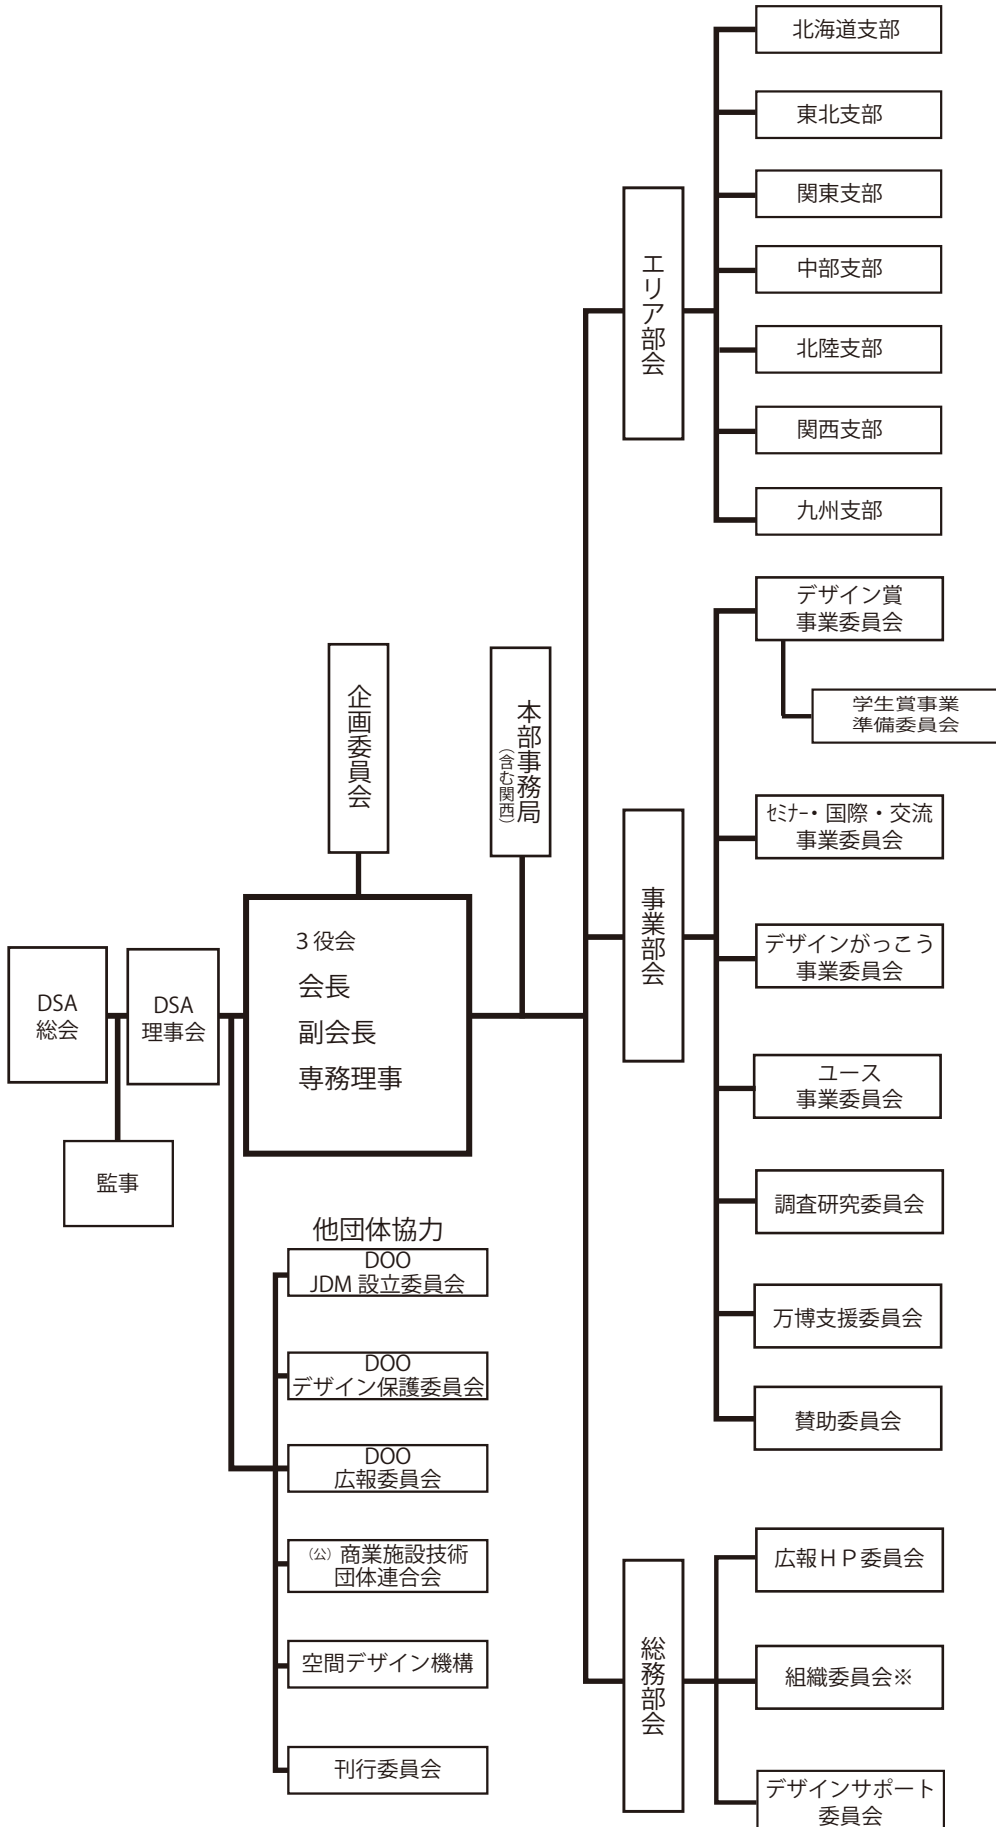 DSA
総会
DSA
理事会
監事
企画委員会
本部事務局
(含む関西)
3役会
会長
副会長
専務理事
他団体協力
DOO
JDM 設立委員会
DOO
デザイン保護委員会
DOO
広報委員会
(公) 商業施設技術
団体連合会
空間デザイン機構
刊行委員会
エリア部会
北海道支部
東北支部
関東支部
中部支部
北陸支部
関西支部
九州支部
事業部会
デザイン賞
事業委員会
学生賞事業
準備委員会
ｾﾐﾅｰ・国際・交流
事業委員会
デザインがっこう
事業委員会
ユース
事業委員会
調査研究委員会
万博支援委員会
賛助委員会
総務部会
広報ＨＰ委員会
組織委員会※
デザインサポート
委員会